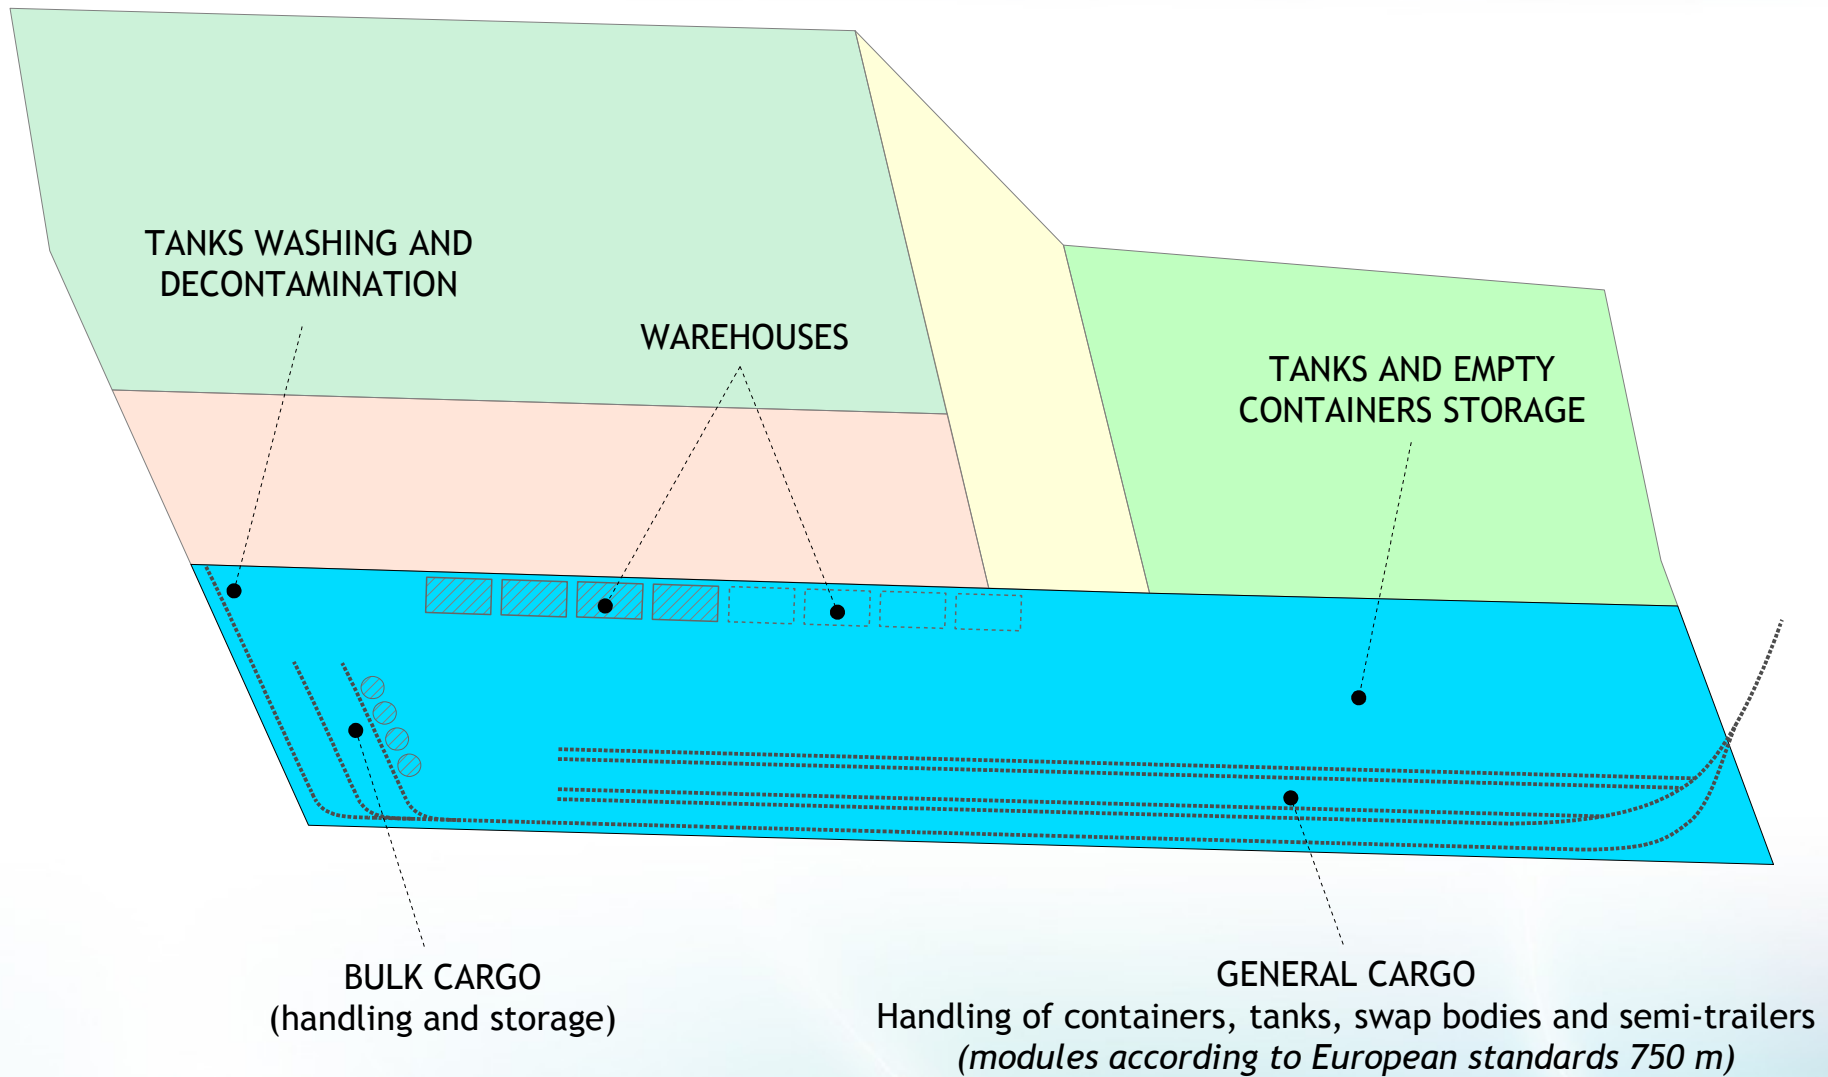 TANKS WASHING AND
DECONTAMINATION
WAREHOUSES
TANKS AND EMPTY
CONTAINERS STORAGE
BULK CARGO
(handling and storage)
GENERAL CARGO
Handling of containers, tanks, swap bodies and semi-trailers
(modules according to European standards 750 m)